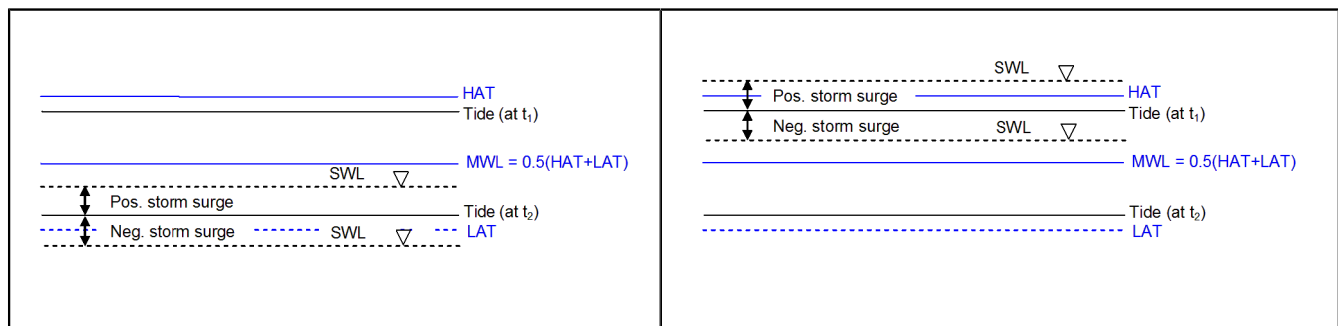 HAT
Tide (at t₁)
MWL = 0.5(HAT+LAT)
SWL
Pos. storm surge
Tide (at t₂)
Neg. storm surge
SWL
LAT
SWL
Pos. storm surge
HAT
Tide (at t₁)
Neg. storm surge
SWL
MWL = 0.5(HAT+LAT)
Tide (at t₂)
LAT